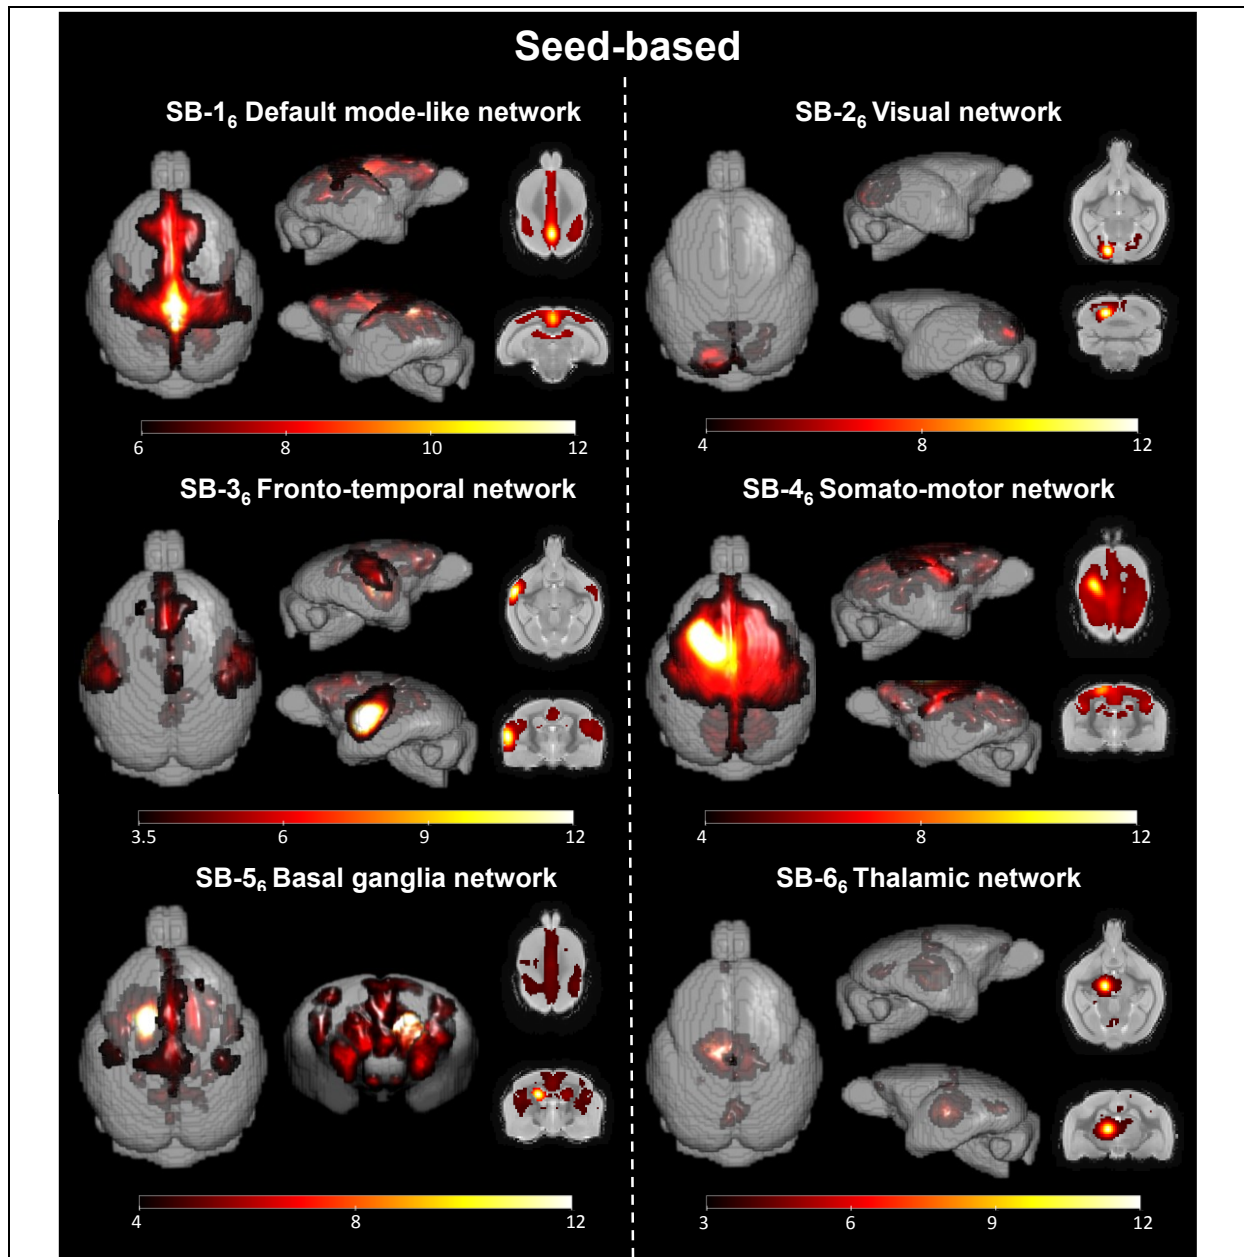 Seed-based
SB-1₆ Default mode-like network
SB-2₆ Visual network
6 8 10 12
4 8 12
SB-3₆ Fronto-temporal network
SB-4₆ Somato-motor network
3.5 6 9 12
4 8 12
SB-5₆ Basal ganglia network
SB-6₆ Thalamic network
4 8 12
3 6 9 12